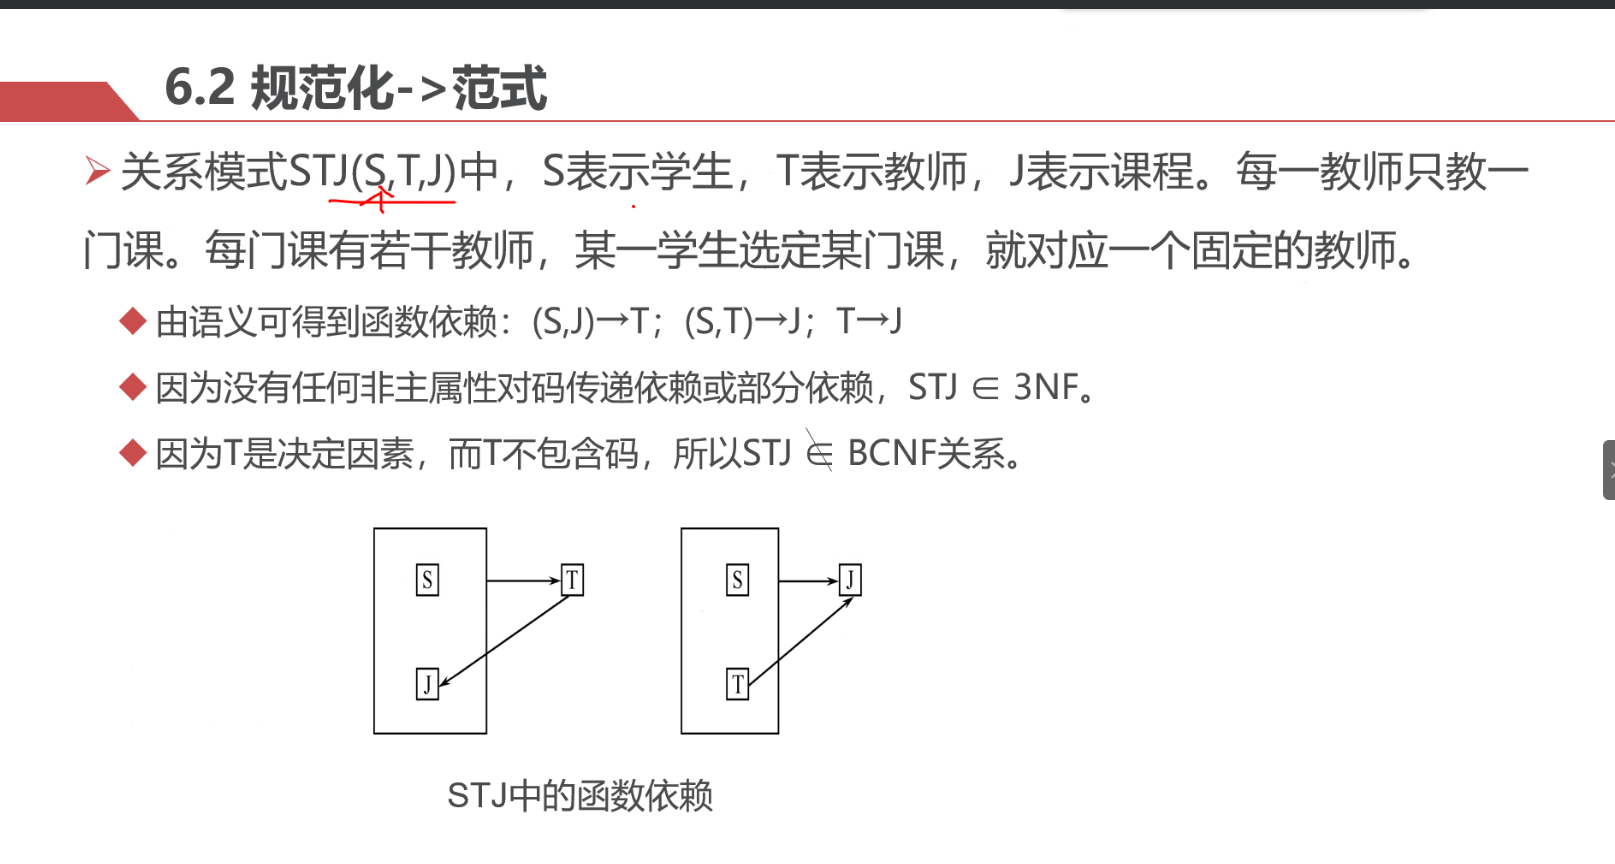 6.2 规范化->范式
关系模式STJ(S,T,J)中，S表示学生，T表示教师，J表示课程。每一教师只教一
门课。每门课有若干教师，某一学生选定某门课，就对应一个固定的教师。
由语义可得到函数依赖：(S,J)→T；(S,T)→J；T→J
因为没有任何非主属性对码传递依赖或部分依赖，STJ ∈ 3NF。
因为T是决定因素，而T不包含码，所以STJ ∉ BCNF关系。
S T S J
J T
STJ中的函数依赖